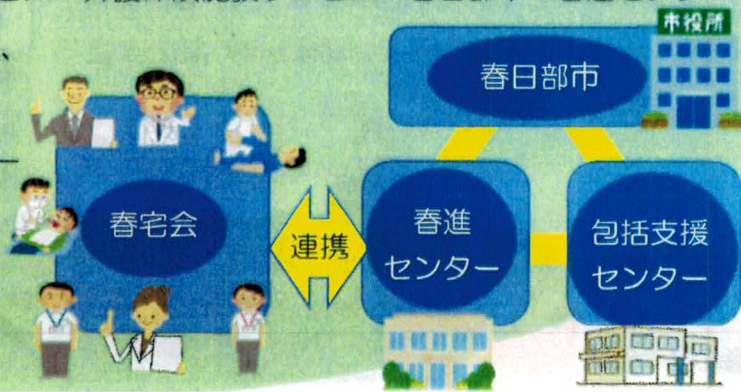 市役所
春日部市
春宅会
連携
春進
センター
包括支援
センター